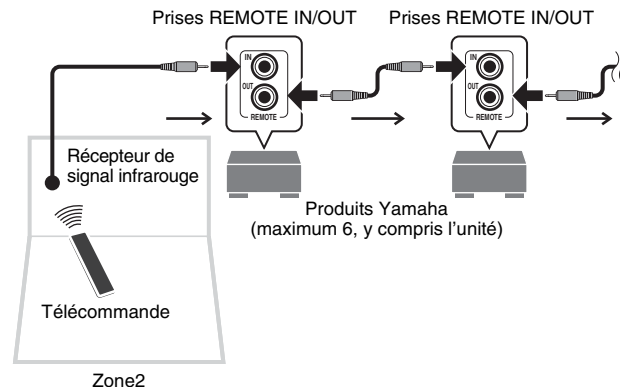 Prises REMOTE IN/OUT
Prises REMOTE IN/OUT
IN
OUT
REMOTE
IN
OUT
REMOTE
Récepteur de
signal infrarouge
Produits Yamaha
(maximum 6, y compris l’unité)
Télécommande
Zone2